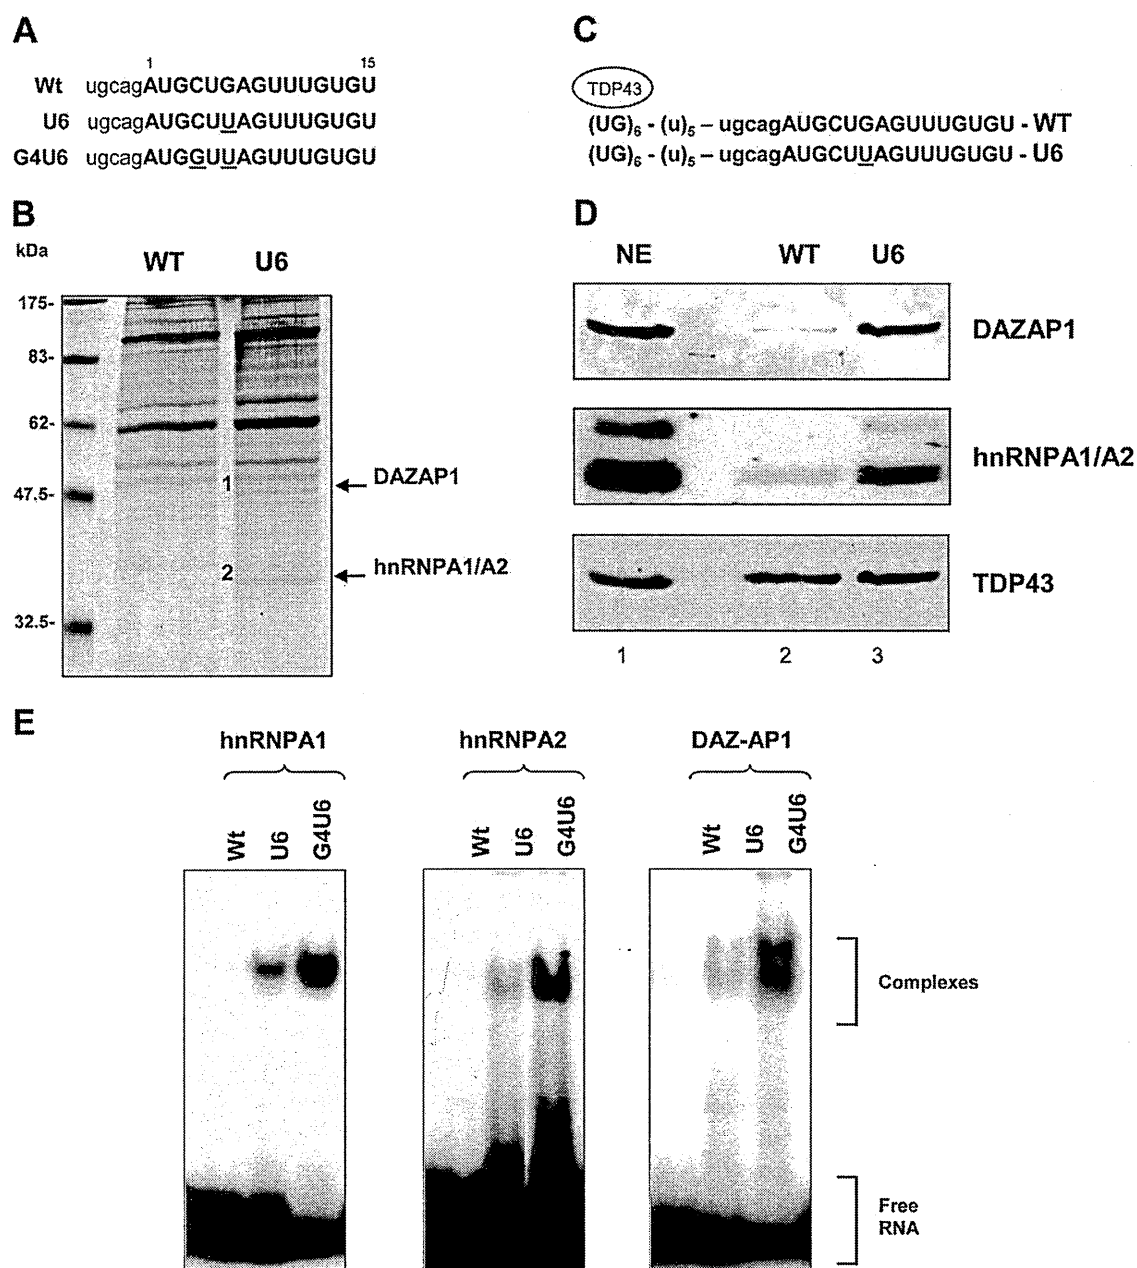 A
1 15
Wt ugcagAUGCUGAGUUUGUGU
U6 ugcagAUGCUUAGUUUGUGU
G4U6 ugcagAUGGUUAGUUUGUGU
B
kDa
WT U6
175-
83-
62-
47.5-
32.5-
1
2
DAZAP1
hnRNPA1/A2
C
TDP43
(UG)6 - (u)5 – ugcagAUGCUGAGUUUGUGU - WT
(UG)6 - (u)5 – ugcagAUGCUUAGUUUGUGU - U6
D
NE WT U6
DAZAP1
hnRNPA1/A2
TDP43
1 2 3
E
hnRNPA1 hnRNPA2 DAZ-AP1
Wt U6 G4U6 Wt U6 G4U6 Wt U6 G4U6
Complexes
Free
RNA